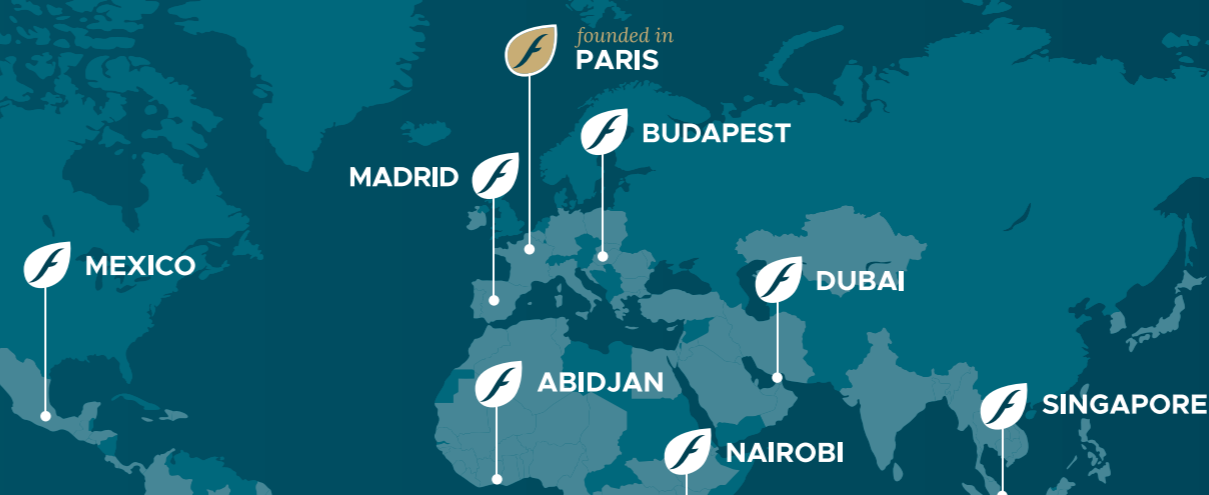 founded in
PARIS
BUDAPEST
MADRID
MEXICO
DUBAI
ABIDJAN
SINGAPORE
NAIROBI